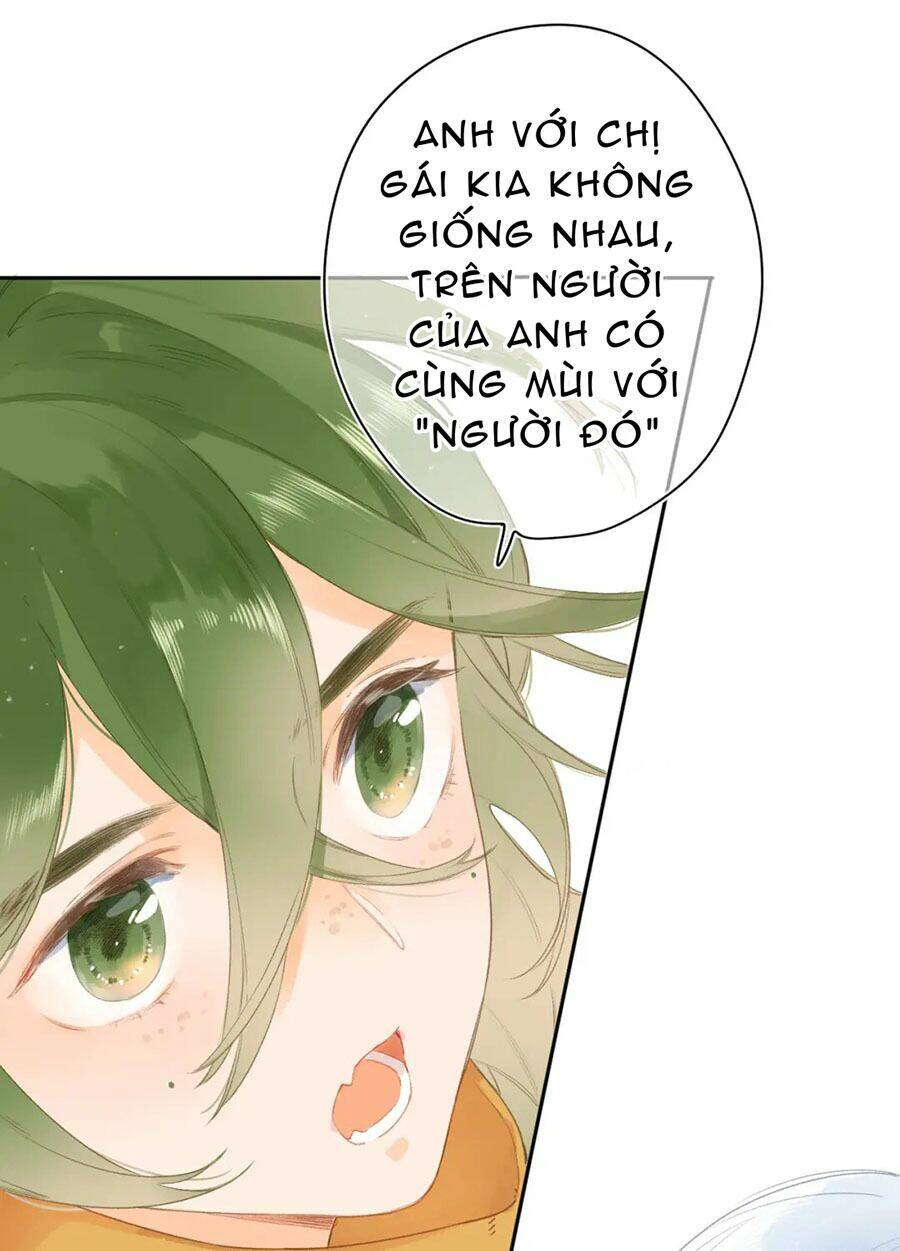 ANH VỚI CHỊ
GÁI KIA KHÔNG
GIỐNG NHAU,
TRÊN NGƯỜI
CỦA ANH CÓ
CÙNG MÙI VỚI
"NGƯỜI ĐÓ"